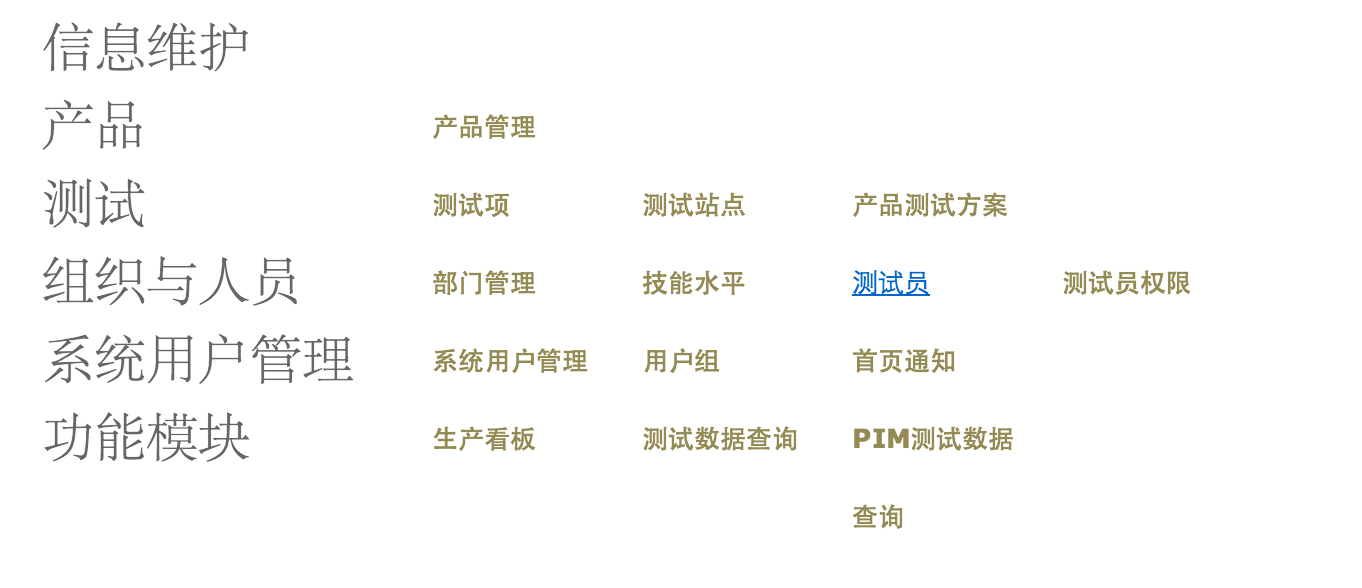 信息维护
产品 产品管理
测试 测试项 测试站点 产品测试方案
组织与人员 部门管理 技能水平 测试员 测试员权限
系统用户管理 系统用户管理 用户组 首页通知
功能模块 生产看板 测试数据查询 PIM测试数据
查询